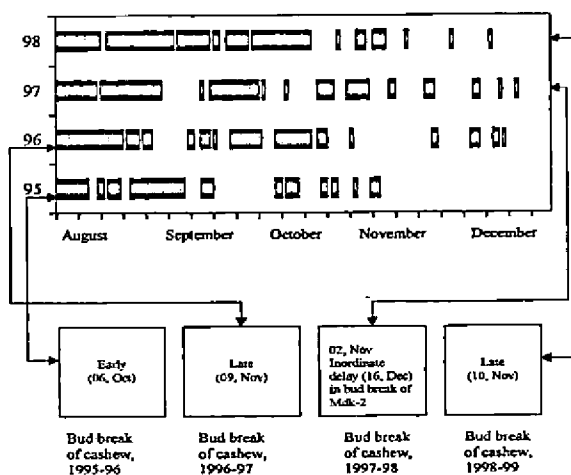 98
97
96
95
August September October November December
Early
(06, Oct)
Late
(09, Nov)
02, Nov
Inordinate
delay (16, Dec)
in bud break of
Mdk-2
Late
(10, Nov)
Bud break
of cashew,
1995-96
Bud break
of cashew,
1996-97
Bud break
of cashew,
1997-98
Bud break
of cashew,
1998-99